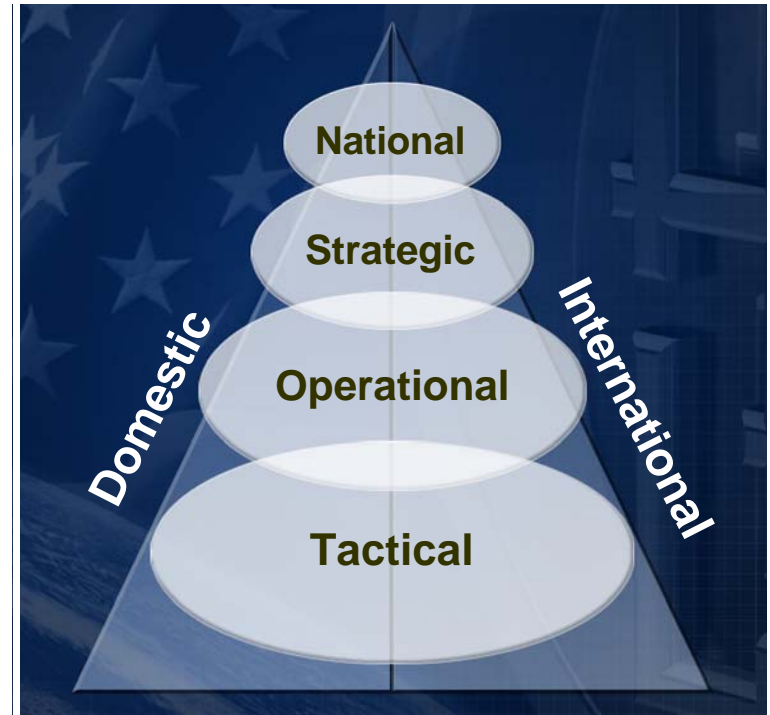 National
Strategic
Domestic
International
Operational
Tactical